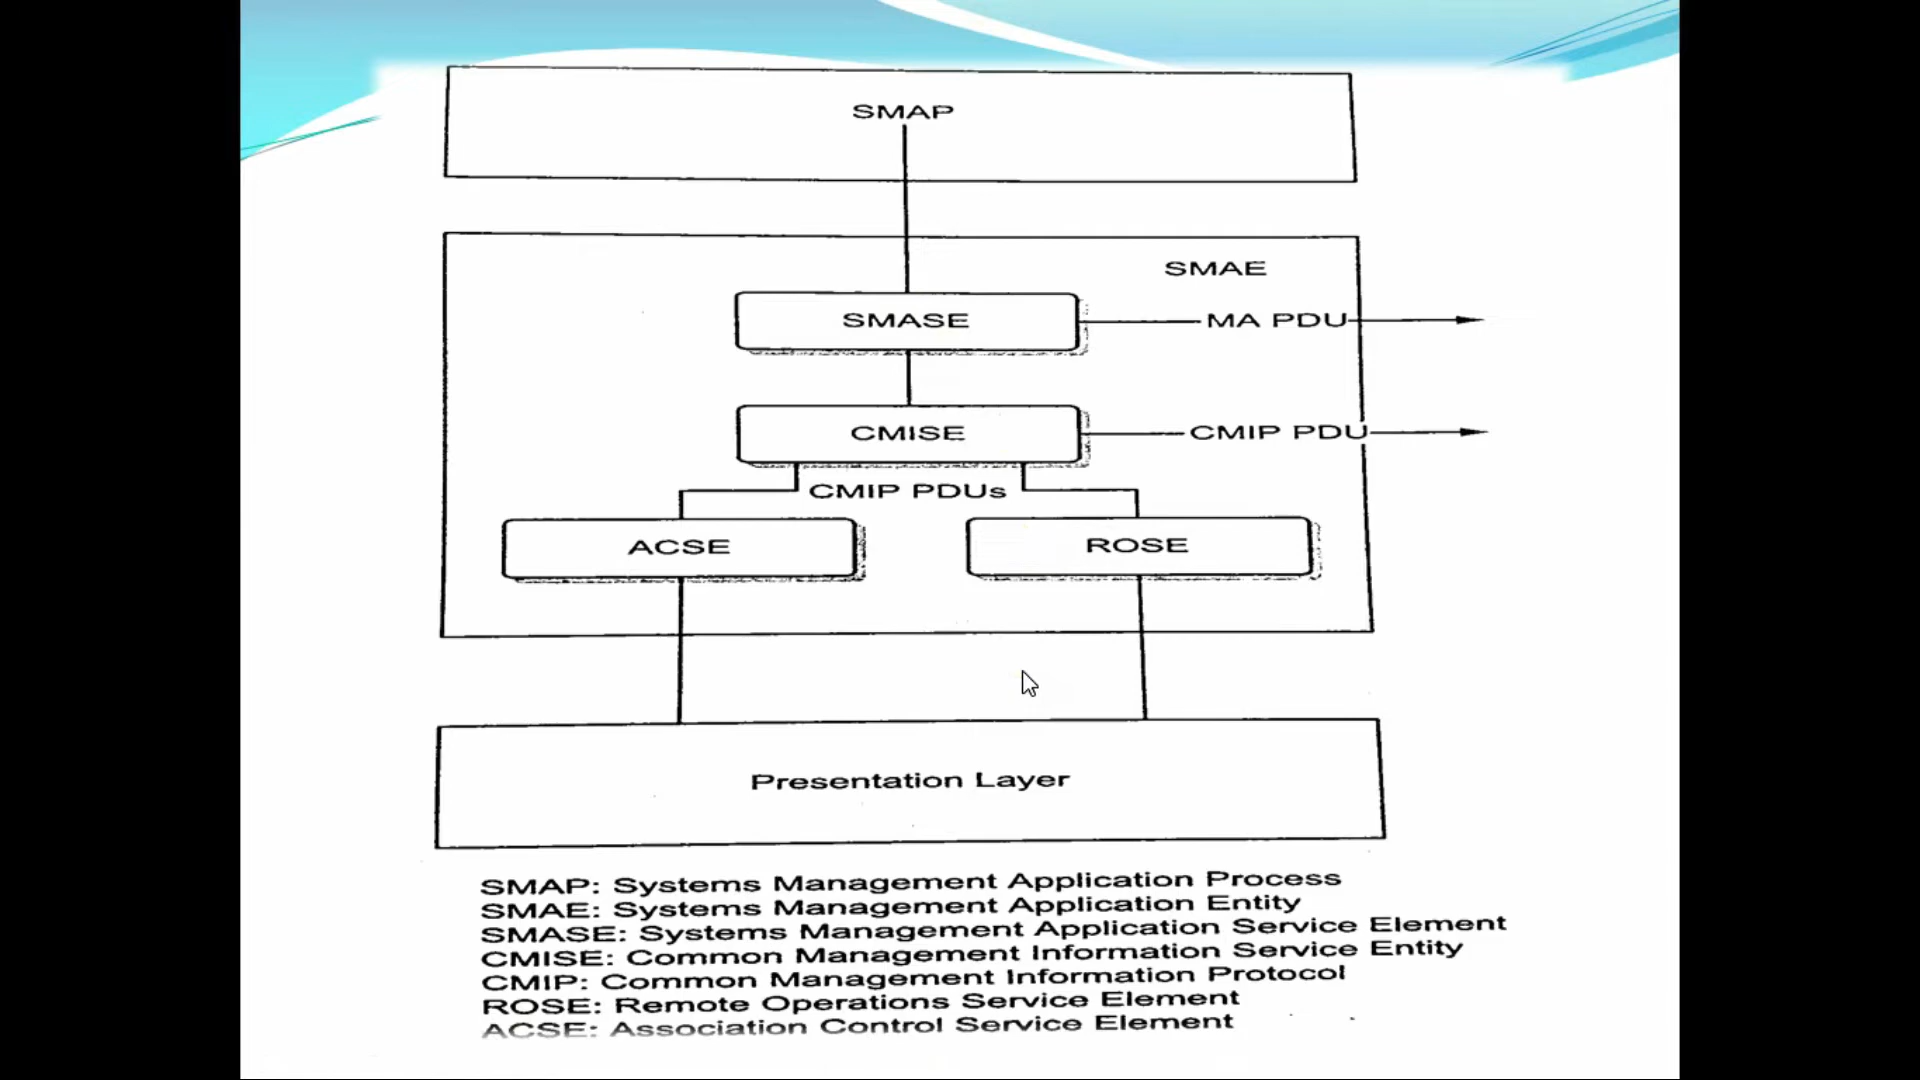 SMAP
SMAE
SMASE
MA PDU
CMISE
CMIP PDU
CMIP PDUs
ACSE
ROSE
Presentation Layer
SMAP: Systems Management Application Process
SMAE: Systems Management Application Entity
SMASE: Systems Management Application Service Element
CMISE: Common Management Information Service Entity
CMIP: Common Management Information Protocol
ROSE: Remote Operations Service Element
ACSE: Association Control Service Element